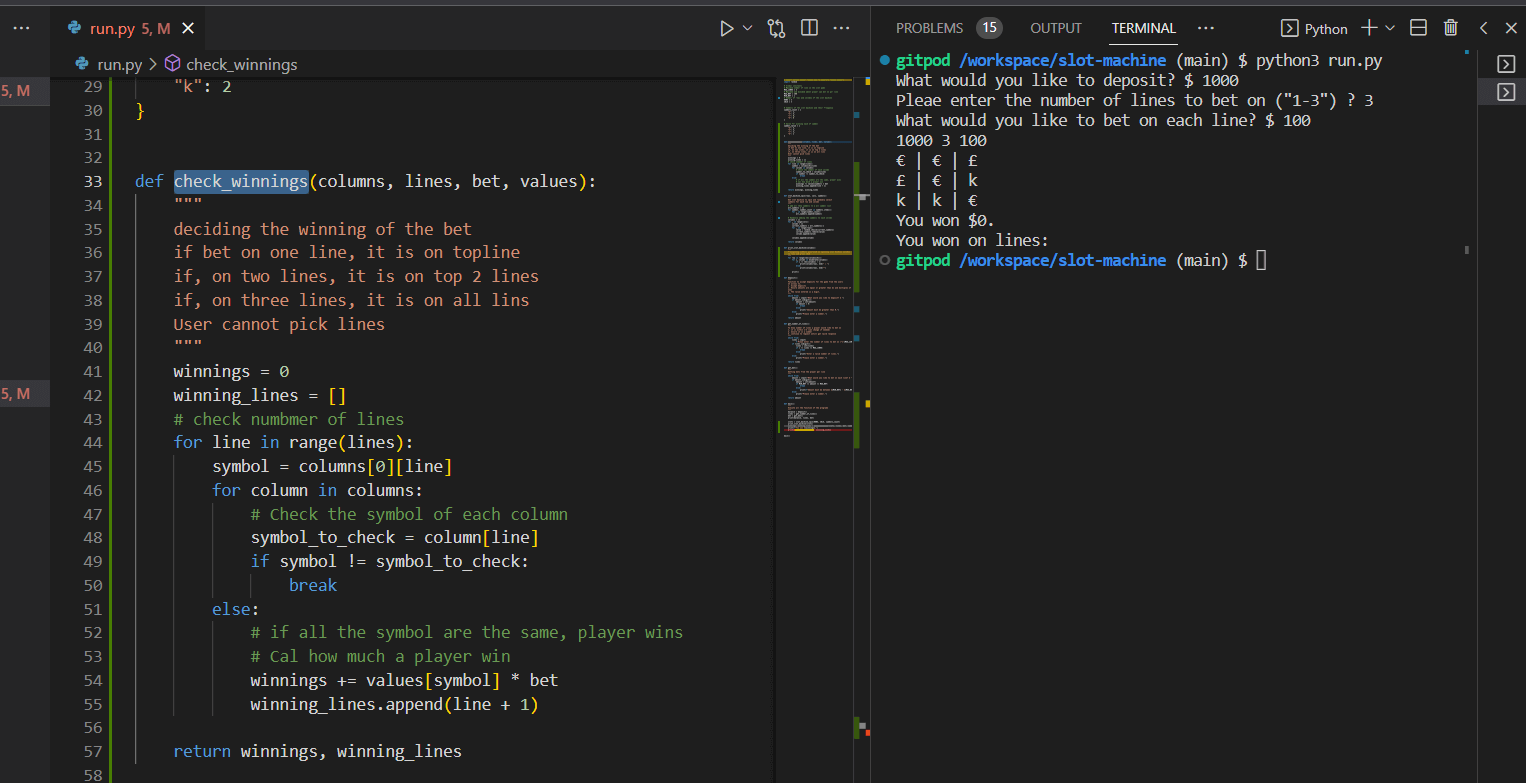 run.py 5, M
PROBLEMS 15 OUTPUT TERMINAL Python
run.py > check_winnings
5, M
5, M
29 "k": 2
30 }
31
32
33 def check_winnings(columns, lines, bet, values):
34 """
35 deciding the winning of the bet
36 if bet on one line, it is on topline
37 if, on two lines, it is on top 2 lines
38 if, on three lines, it is on all lins
39 User cannot pick lines
40 """
41 winnings = 0
42 winning_lines = []
43 # check numbmer of lines
44 for line in range(lines):
45 symbol = columns[0][line]
46 for column in columns:
47 # Check the symbol of each column
48 symbol_to_check = column[line]
49 if symbol != symbol_to_check:
50 break
51 else:
52 # if all the symbol are the same, player wins
53 # Cal how much a player win
54 winnings += values[symbol] * bet
55 winning_lines.append(line + 1)
56
57 return winnings, winning_lines
58
gitpod /workspace/slot-machine (main) $ python3 run.py
What would you like to deposit? $ 1000
Pleae enter the number of lines to bet on ("1-3") ? 3
What would you like to bet on each line? $ 100
1000 3 100
€ | € | £
£ | € | k
k | k | €
You won $0.
You won on lines:
gitpod /workspace/slot-machine (main) $